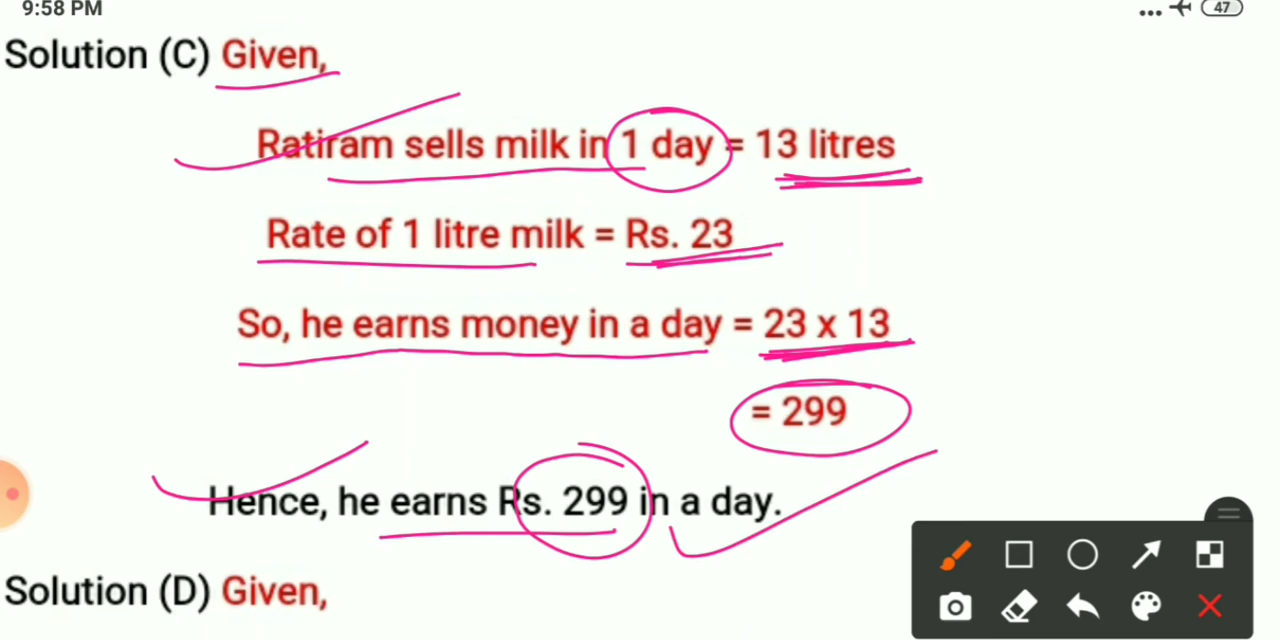 9:58 PM
47
Solution (C) Given,
Ratiram sells milk in 1 day = 13 litres
Rate of 1 litre milk = Rs. 23
So, he earns money in a day = 23 x 13
= 299
Hence, he earns Rs. 299 in a day.
Solution (D) Given,